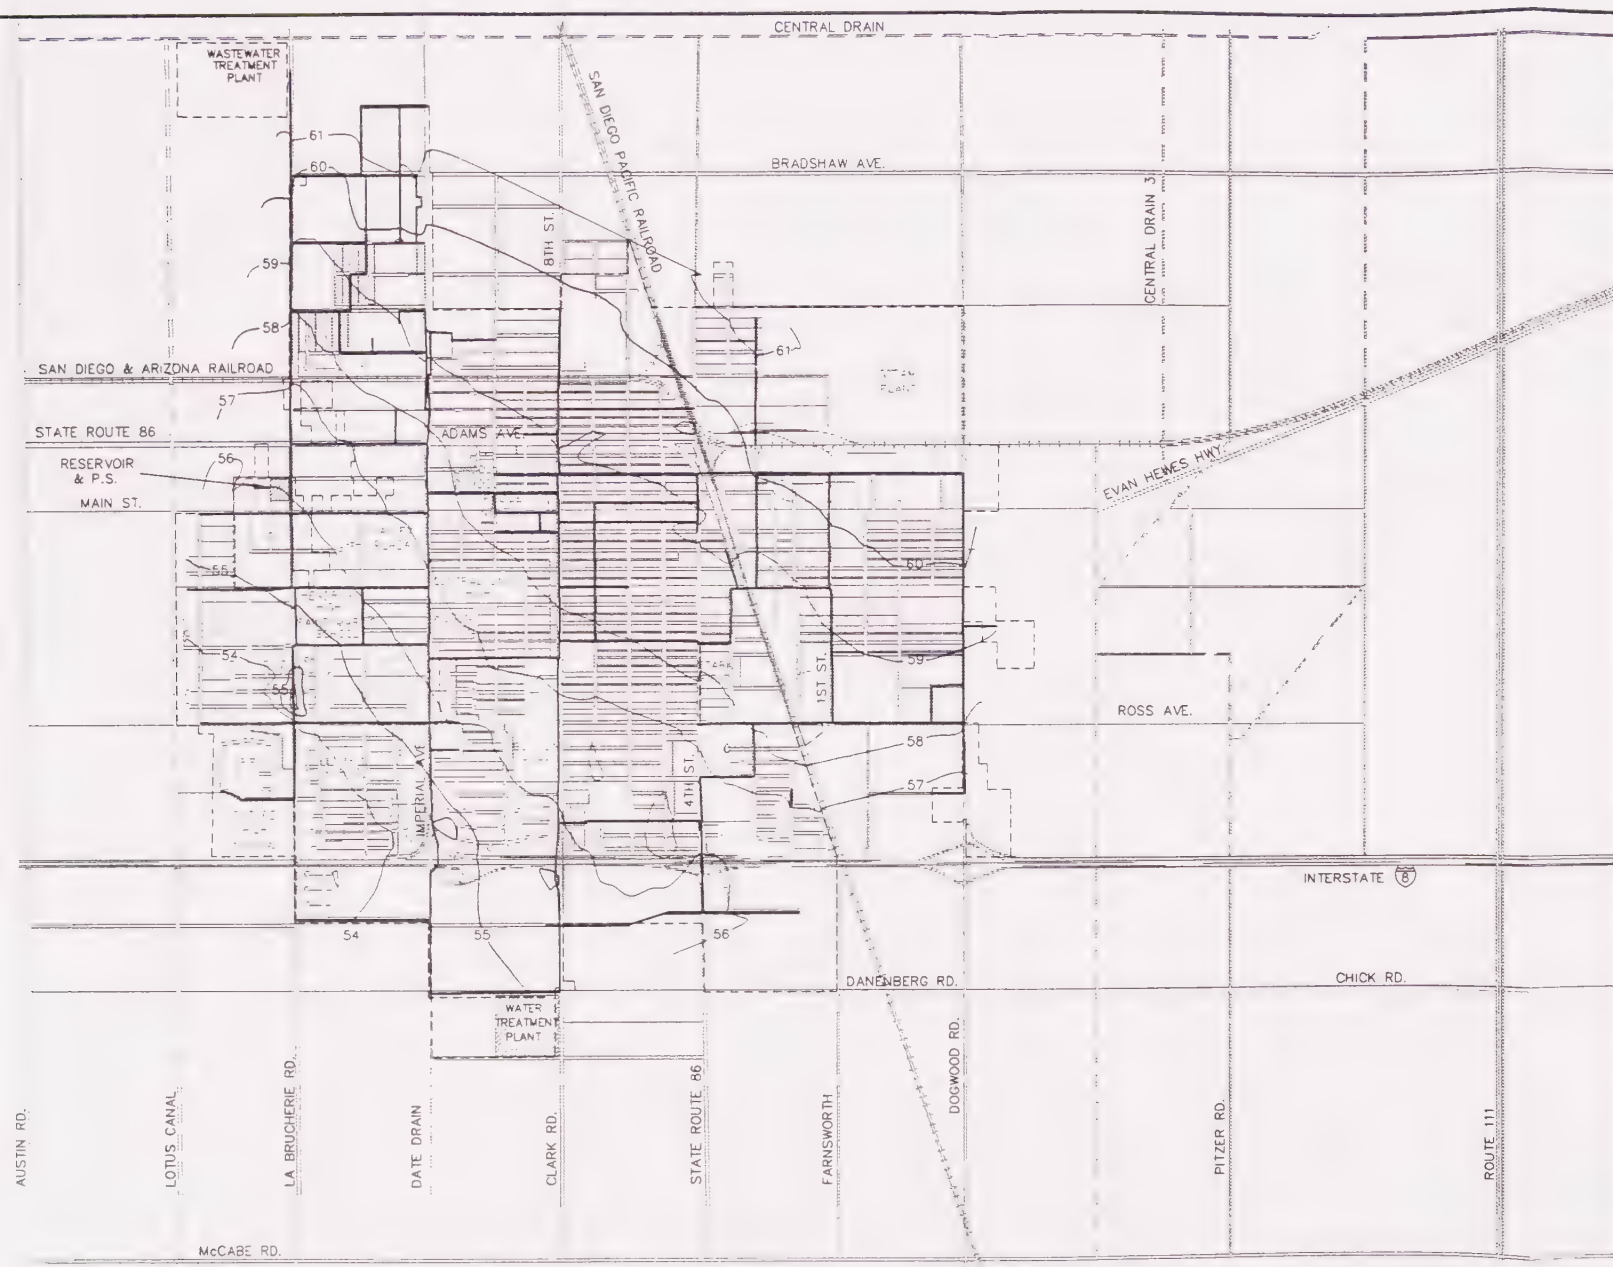 CENTRAL DRAIN
WASTEWATER
TREATMENT
PLANT
SAN DIEGO PACIFIC RAILROAD
61
60
BRADSHAW AVE.
8TH ST.
CENTRAL DRAIN 3
59
58
61
SAN DIEGO & ARIZONA RAILROAD
PLANT
57
STATE ROUTE 86
ADAMS AVE.
RESERVOIR
& P.S.
56
EVAN HEWES HWY.
MAIN ST.
60
55
54
59
PARK
55
1ST ST.
ROSS AVE.
58
IMPERIAL AVE
4TH ST.
57
INTERSTATE 8
54
55
56
DANENBERG RD.
CHICK RD.
WATER
TREATMENT
PLANT
AUSTIN RD.
LOTUS CANAL
LA BRUCHERIE RD.
DATE DRAIN
CLARK RD.
STATE ROUTE 86
FARNSWORTH
DOGWOOD RD.
PITZER RD.
ROUTE 111
McCABE RD.